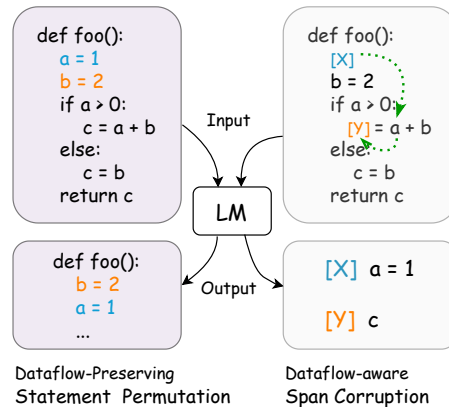 def foo():
a = 1
b = 2
if a > 0:
c = a + b
else:
c = b
return c
Input
def foo():
[X]
b = 2
if a > 0:
[Y] = a + b
else:
c = b
return c
LM
def foo():
b = 2
a = 1
...
Output
[X] a = 1
[Y] c
Dataflow-Preserving
Statement Permutation
Dataflow-aware
Span Corruption